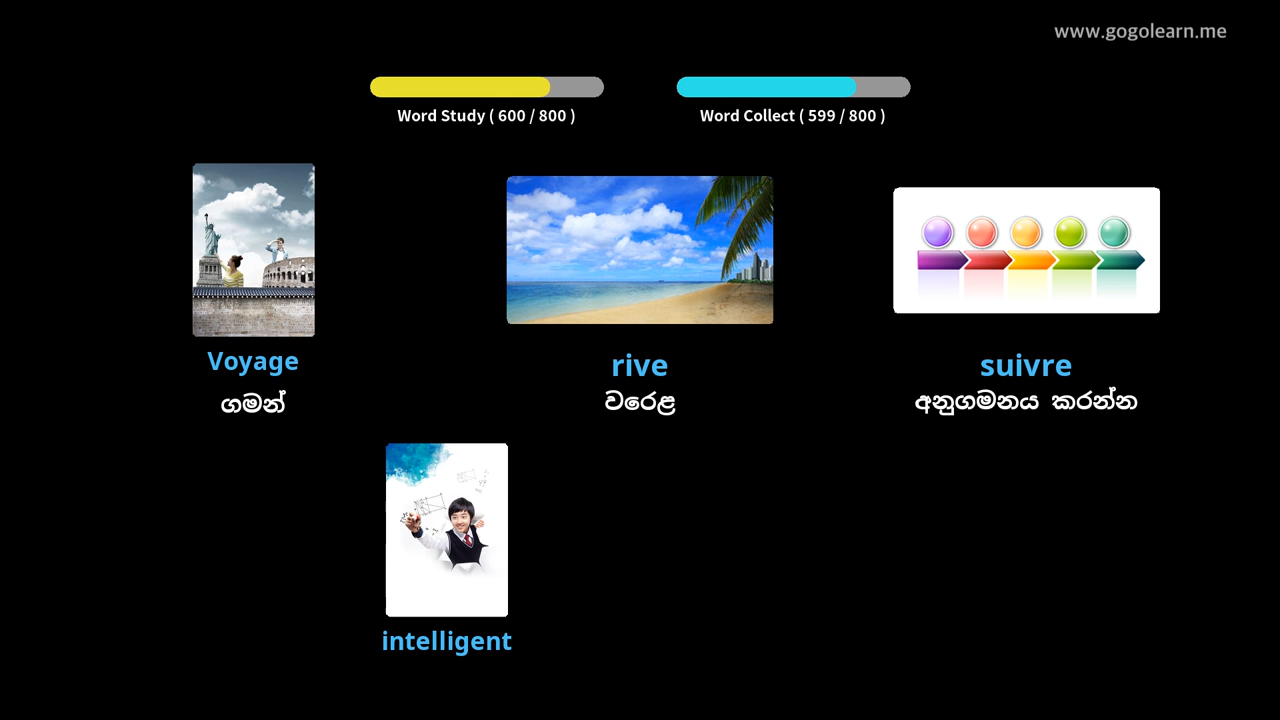 www.gogolearn.me
Word Study ( 600 / 800 )
Word Collect ( 599 / 800 )
Voyage
ගමන්
rive
වරෙළ
suivre
අනුගමනය කරන්න
intelligent